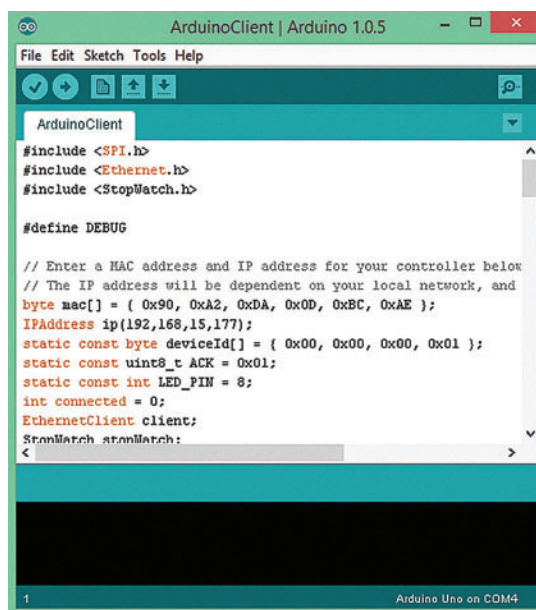 ArduinoClient | Arduino 1.0.5
File Edit Sketch Tools Help
ArduinoClient
#include <SPI.h>
#include <Ethernet.h>
#include <StopWatch.h>
#define DEBUG
// Enter a MAC address and IP address for your controller below
// The IP address will be dependent on your local network, and
byte mac[] = { 0x90, 0xA2, 0xDA, 0x0D, 0xBC, 0xAE };
IPAddress ip(192,168,15,177);
static const byte deviceId[] = { 0x00, 0x00, 0x00, 0x01 };
static const uint8_t ACK = 0x01;
static const int LED_PIN = 8;
int connected = 0;
EthernetClient client;
StopWatch stopWatch;
1
Arduino Uno on COM4